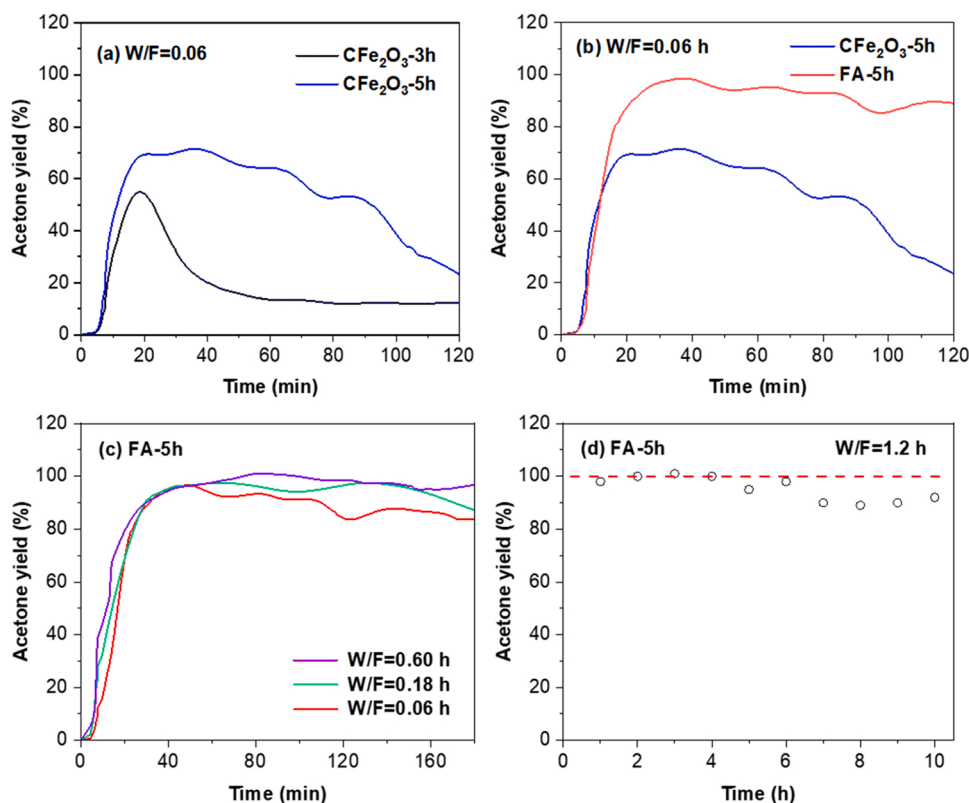 (a) W/F=0.06
CFe₂O₃-3h
CFe₂O₃-5h
Acetone yield (%)
120
100
80
60
40
20
0
0 20 40 60 80 100 120
Time (min)
(b) W/F=0.06 h
CFe₂O₃-5h
FA-5h
Acetone yield (%)
120
100
80
60
40
20
0
0 20 40 60 80 100 120
Time (min)
(c) FA-5h
Acetone yield (%)
120
100
80
60
40
20
0
W/F=0.60 h
W/F=0.18 h
W/F=0.06 h
0 40 80 120 160
Time (min)
(d) FA-5h W/F=1.2 h
Acetone yield (%)
120
100
80
60
40
20
0
0 2 4 6 8 10
Time (h)